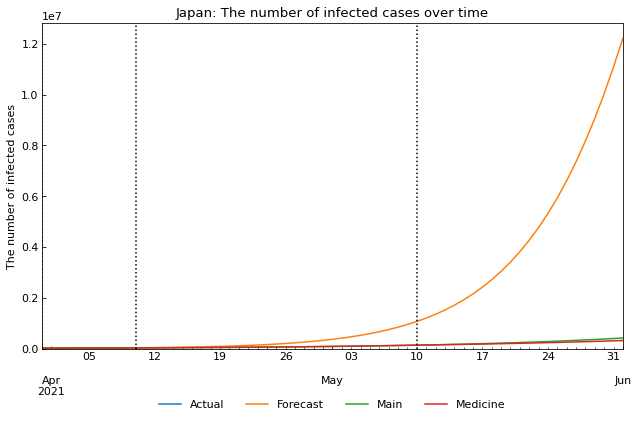 Japan: The number of infected cases over time
1e7
The number of infected cases
1.2
1.0
0.8
0.6
0.4
0.2
0.0
05 12 19 26 03 10 17 24 31
Apr May Jun
2021
Actual Forecast Main Medicine